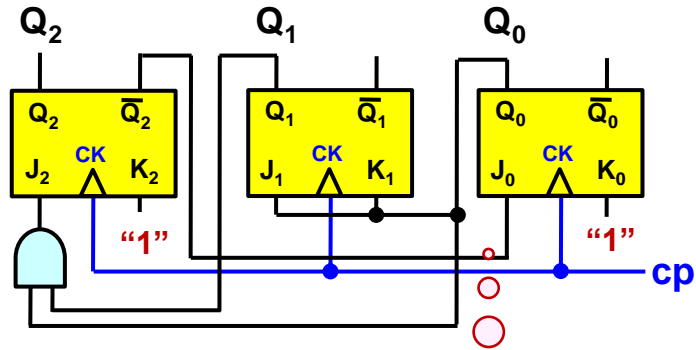 Q2 Q1 Q0
Q2 Q̅2 Q1 Q̅1 Q0 Q̅0
J2 CK K2 J1 CK K1 J0 CK K0
“1” “1”
cp